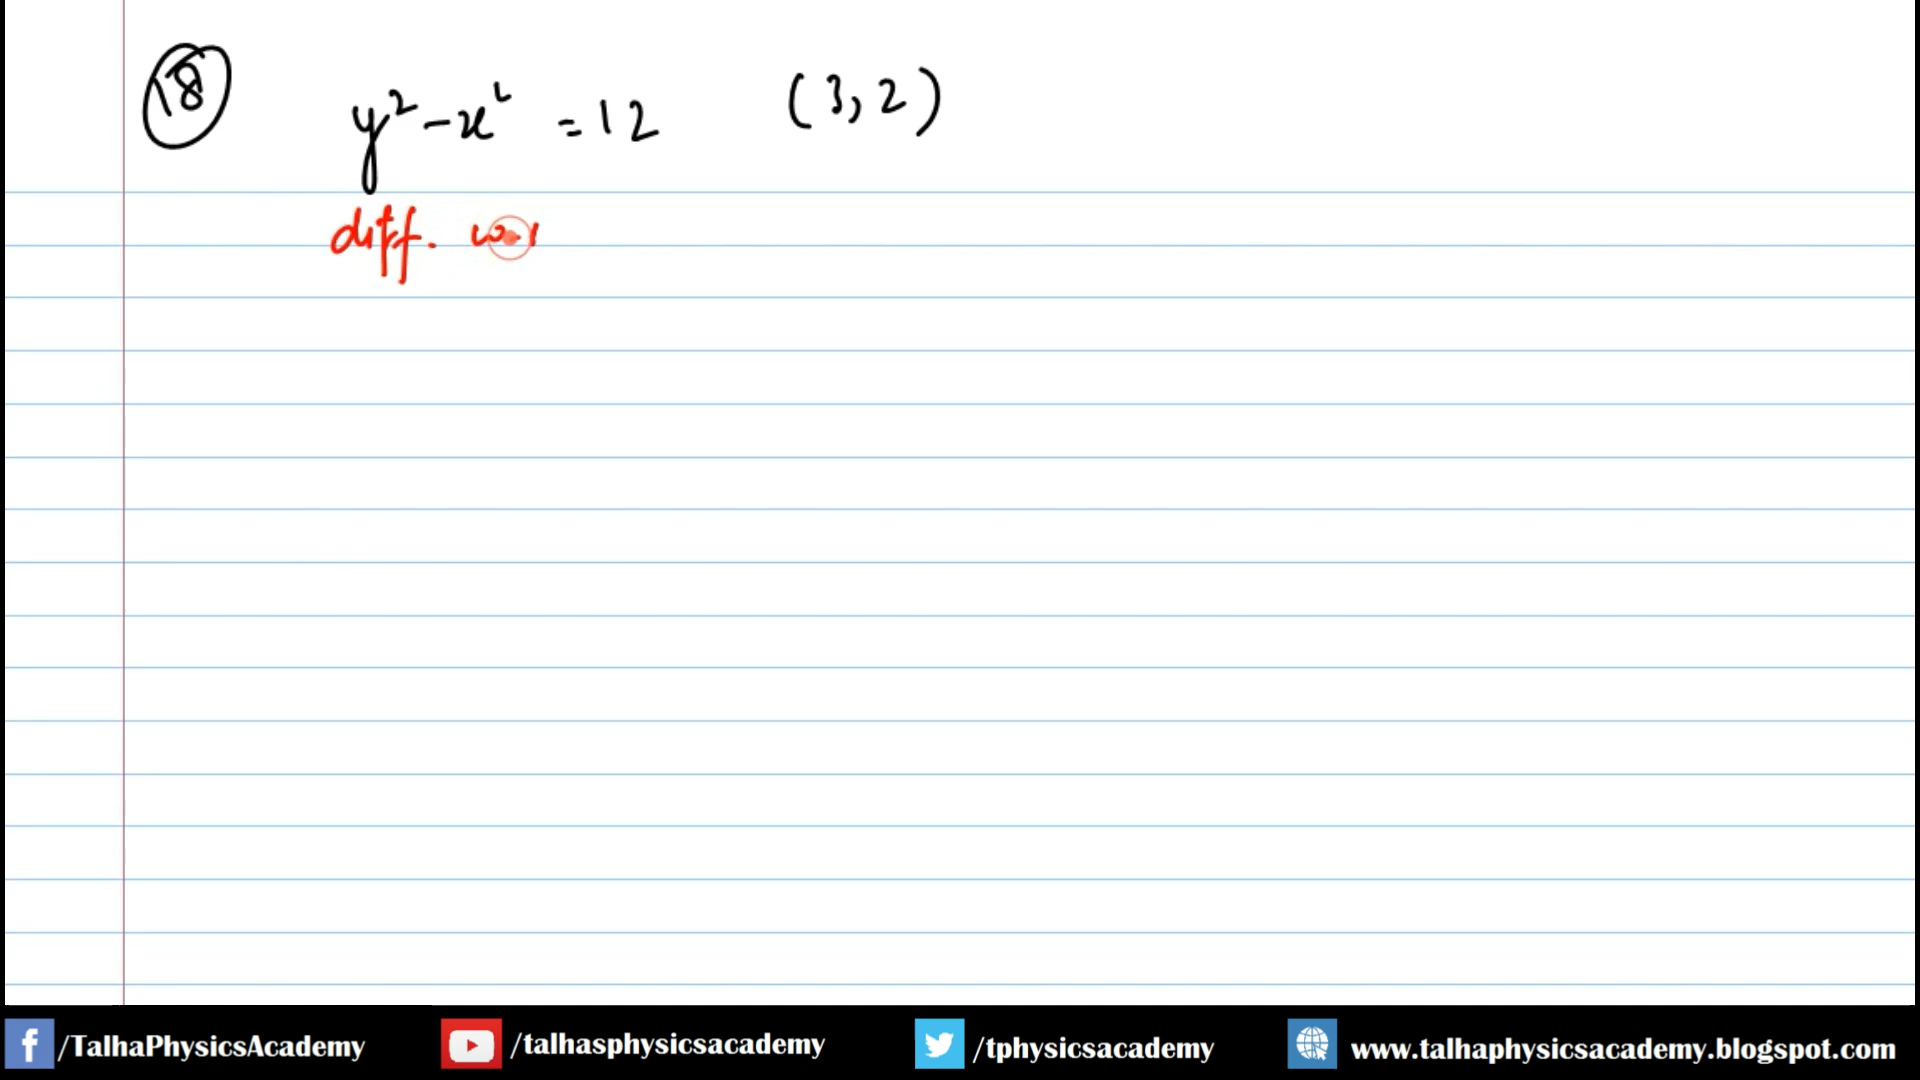 18
y² - x² = 12 (3, 2)
diff. w.r
/TalhaPhysicsAcademy /talhasphysicsacademy /tphysicsacademy www.talhaphysicsacademy.blogspot.com